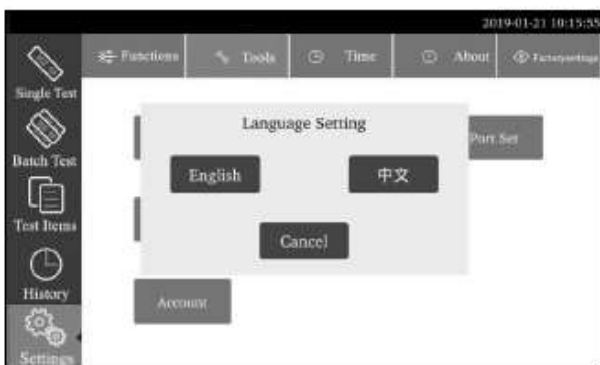 2019-01-21 10:15:55
Functions
Tools
Time
About
Factorysettings
Single Test
Batch Test
Test Items
History
Settings
Language Setting
English
中文
Cancel
Port Set
Account